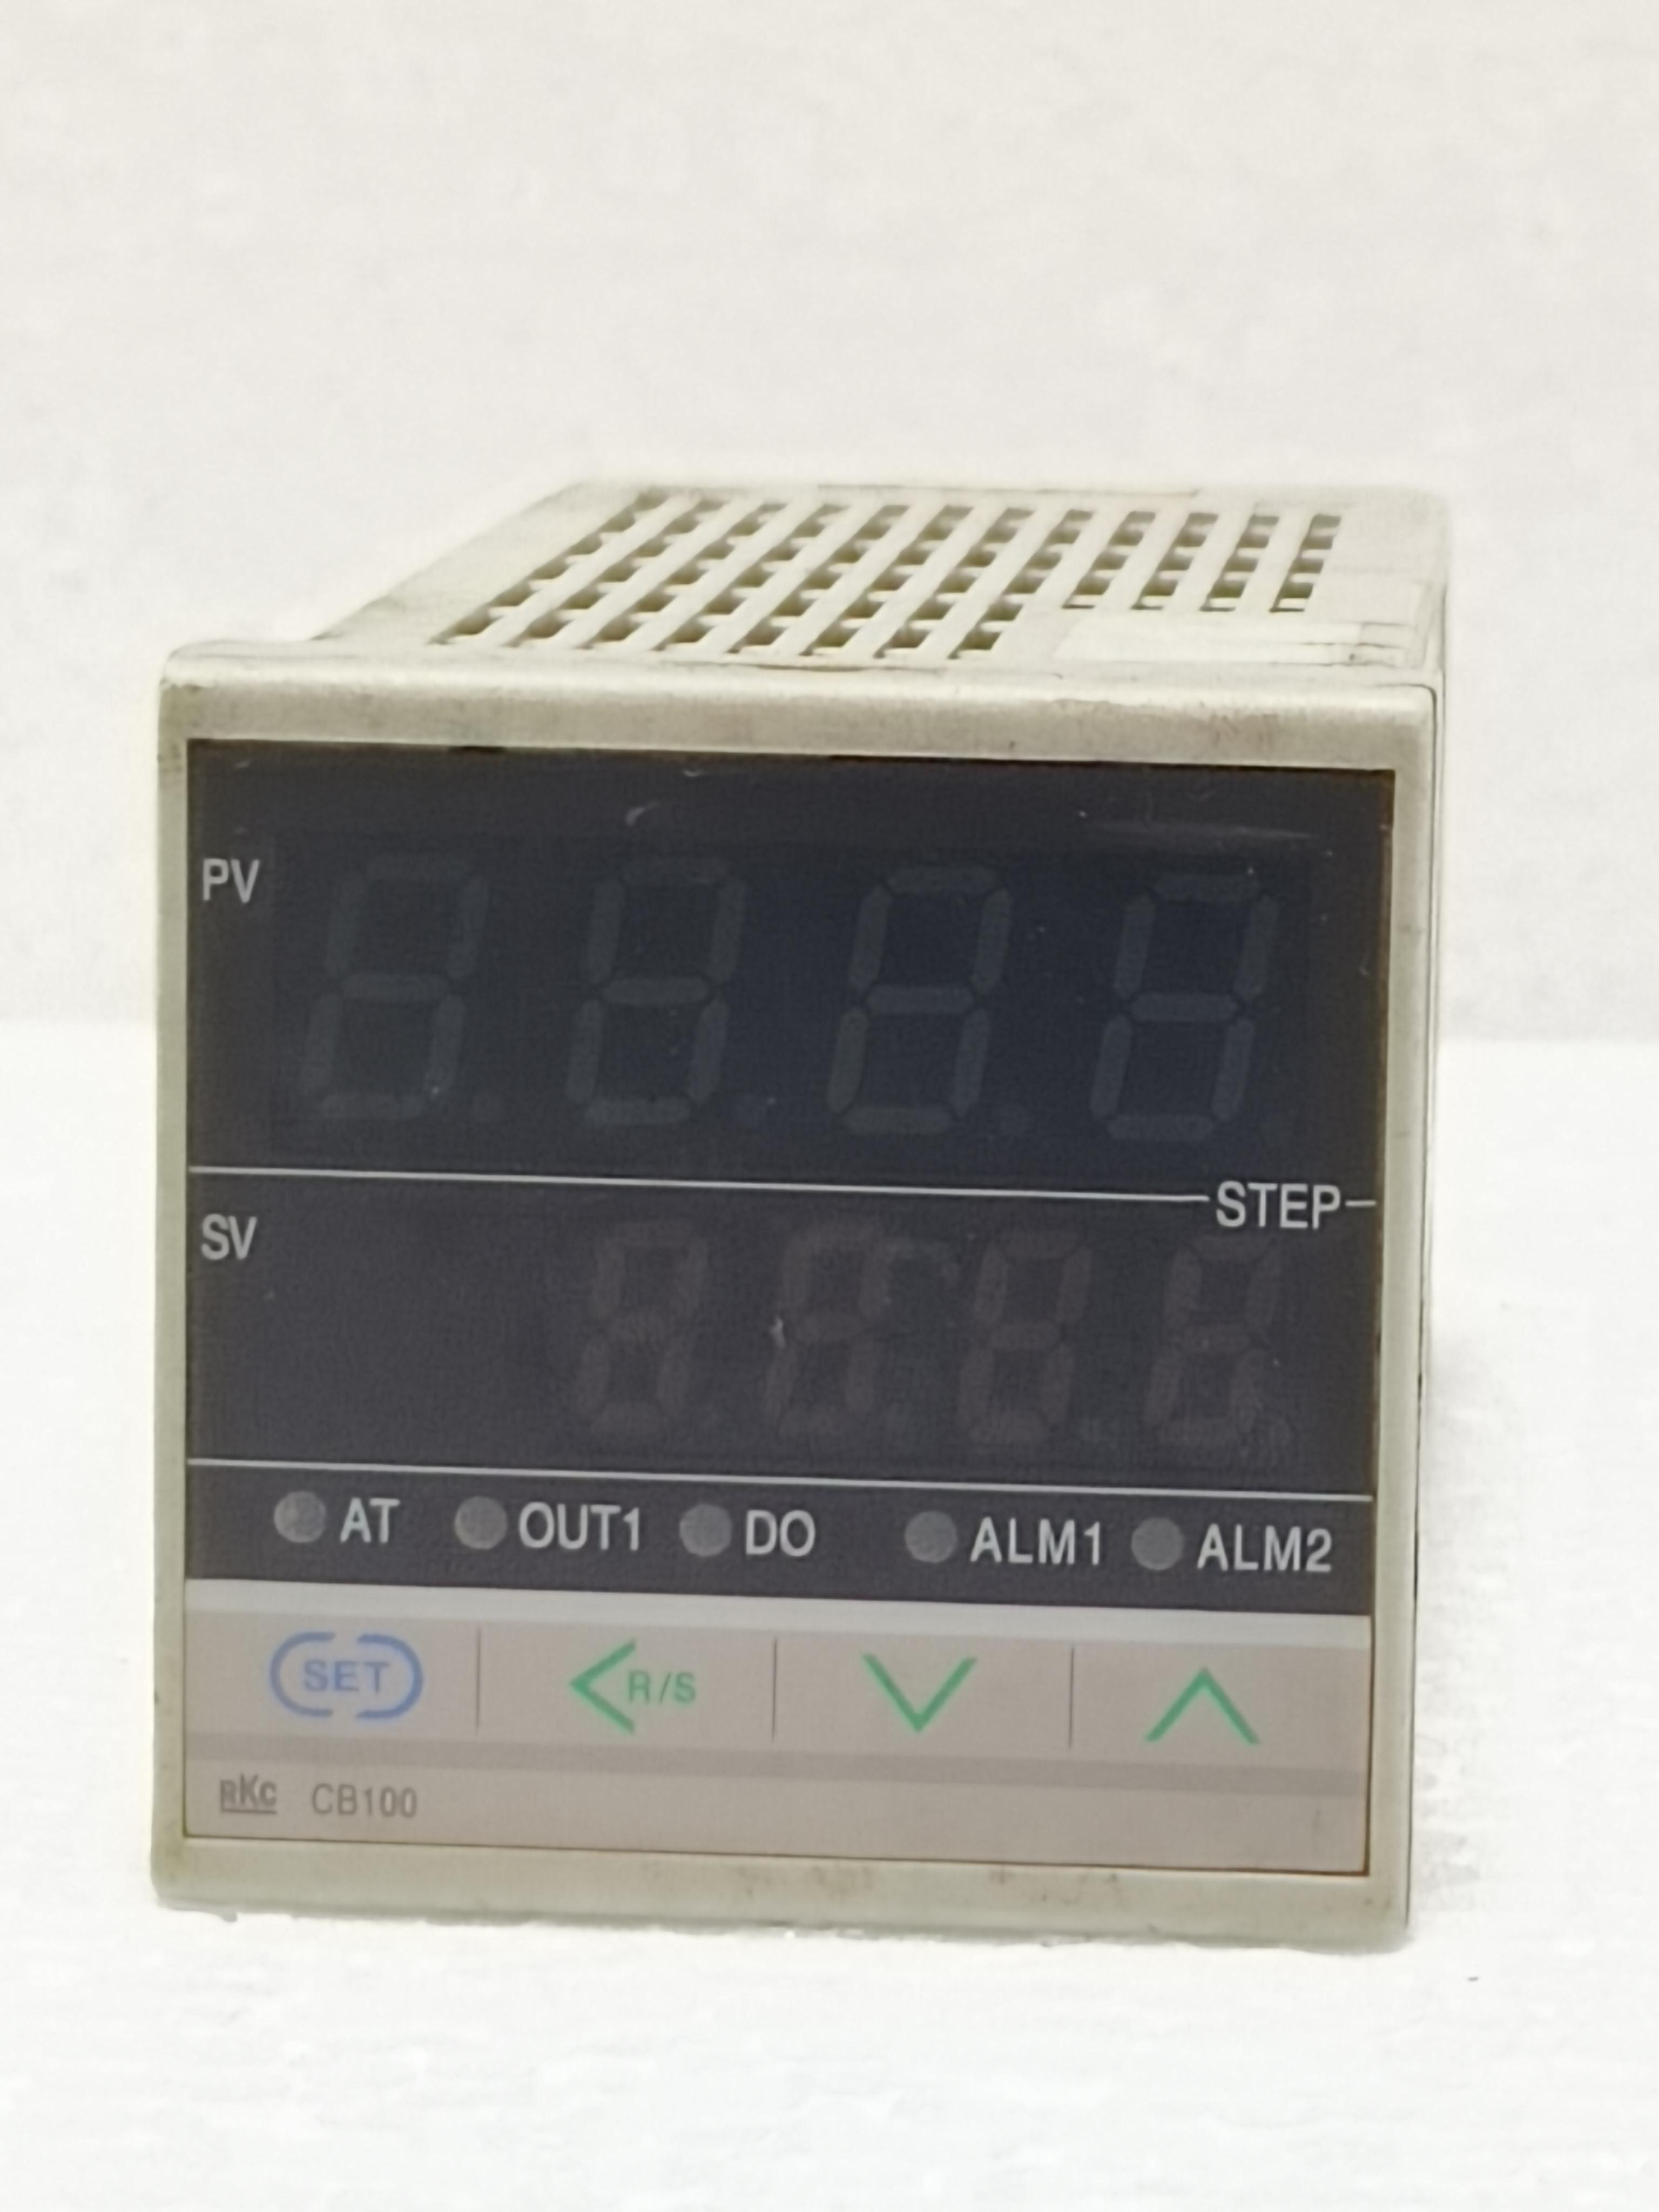 PV
STEP
SV
AT OUT1 DO ALM1 ALM2
SET R/S
RKC CB100